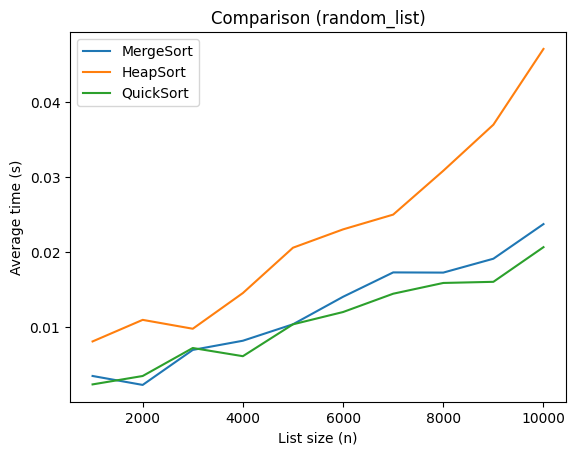 Comparison (random_list)
MergeSort
HeapSort
QuickSort
Average time (s)
0.04
0.03
0.02
0.01
2000 4000 6000 8000 10000
List size (n)